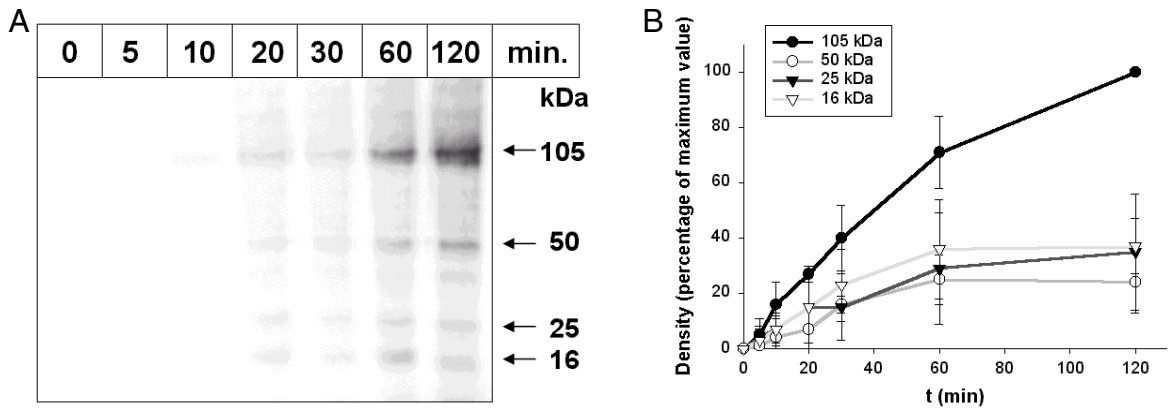 A
0 5 10 20 30 60 120 min.
kDa
105
50
25
16
B
Density (percentage of maximum value)
105 kDa
50 kDa
25 kDa
16 kDa
100
80
60
40
20
0
0 20 40 60 80 100 120
t (min)